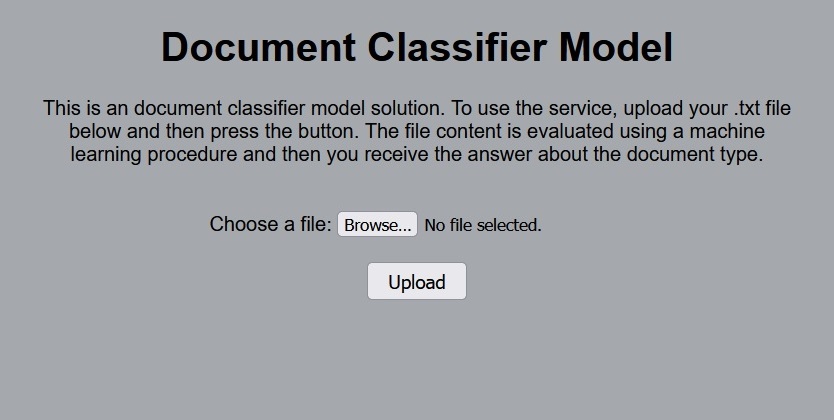 Document Classifier Model
This is an document classifier model solution. To use the service, upload your .txt file
below and then press the button. The file content is evaluated using a machine
learning procedure and then you receive the answer about the document type.
Choose a file: Browse... No file selected.
Upload